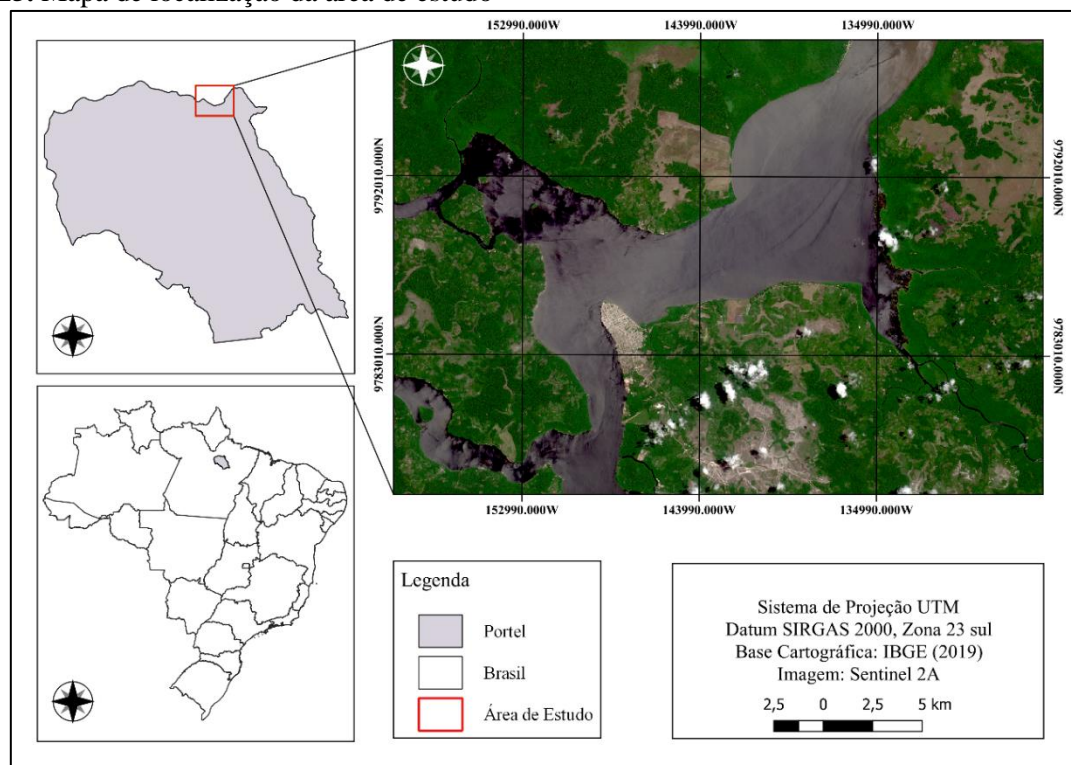 152990.000W 143990.000W 134990.000W
9792010.000N 9792010.000N
9783010.000N 9783010.000N
152990.000W 143990.000W 134990.000W
Legenda
Portel
Brasil
Área de Estudo
Sistema de Projeção UTM
Datum SIRGAS 2000, Zona 23 sul
Base Cartográfica: IBGE (2019)
Imagem: Sentinel 2A
2,5 0 2,5 5 km